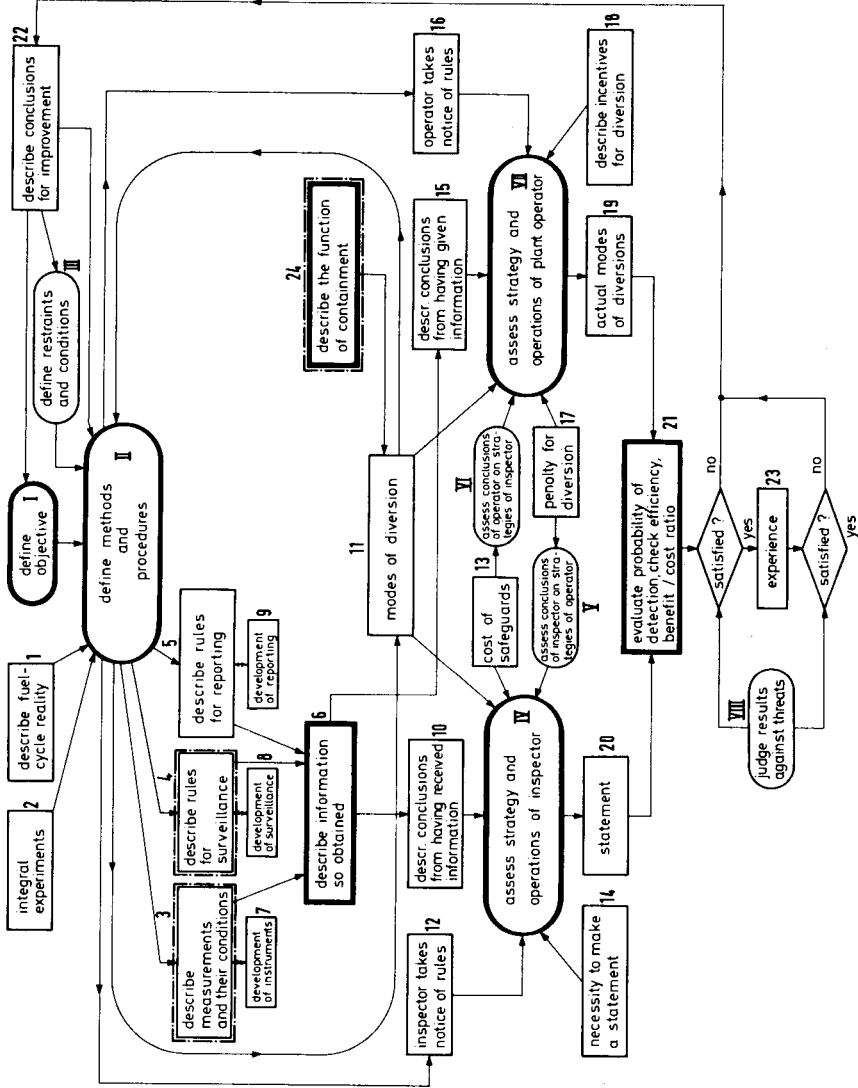 integral
experiments
2
describe fuel-
cycle reality
1
define
objective
I
define restraints
and conditions
III
describe conclusions
for improvement
22
define methods
and
procedures
II
describe
measurements
and their conditions
3
describe rules
for
surveillance
4
describe rules
for reporting
5
development
of instruments
7
development
of surveillance
8
development
of reporting
9
describe information
so obtained
6
modes of diversion
11
describe the function
of containment
24
inspector takes
notice of rules
12
descr. conclusions
from having received
information
10
descr. conclusions
from having given
information
15
operator takes
notice of rules
16
necessity to make
a statement
14
assess strategy and
operations of inspector
IV
cost of
safeguards
13
assess conclusions
of operator on stra-
tegies of inspector
VI
assess conclusions
of inspector on stra-
tegies of operator
V
penalty for
diversion
17
assess strategy and
operations of plant operator
VII
describe incentives
for diversion
18
statement
20
actual modes
of diversions
19
evaluate probability of
detection,check efficiency,
benefit / cost ratio
21
judge results
against threats
VIII
satisfied ?
no
yes
experience
23
satisfied ?
no
yes